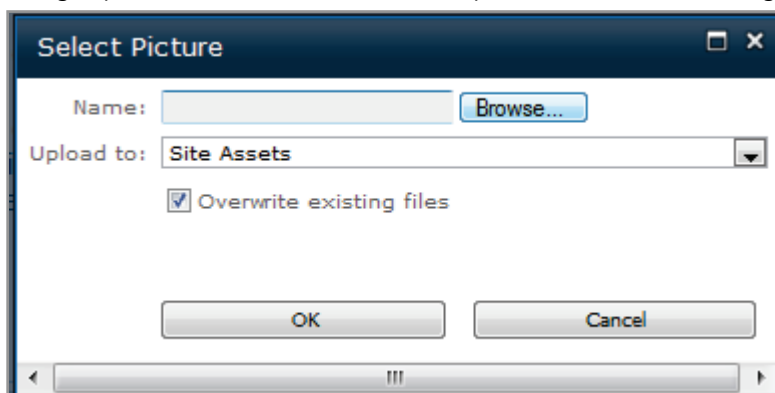 Select Picture
Name:
Browse...
Upload to:
Site Assets
Overwrite existing files
OK
Cancel